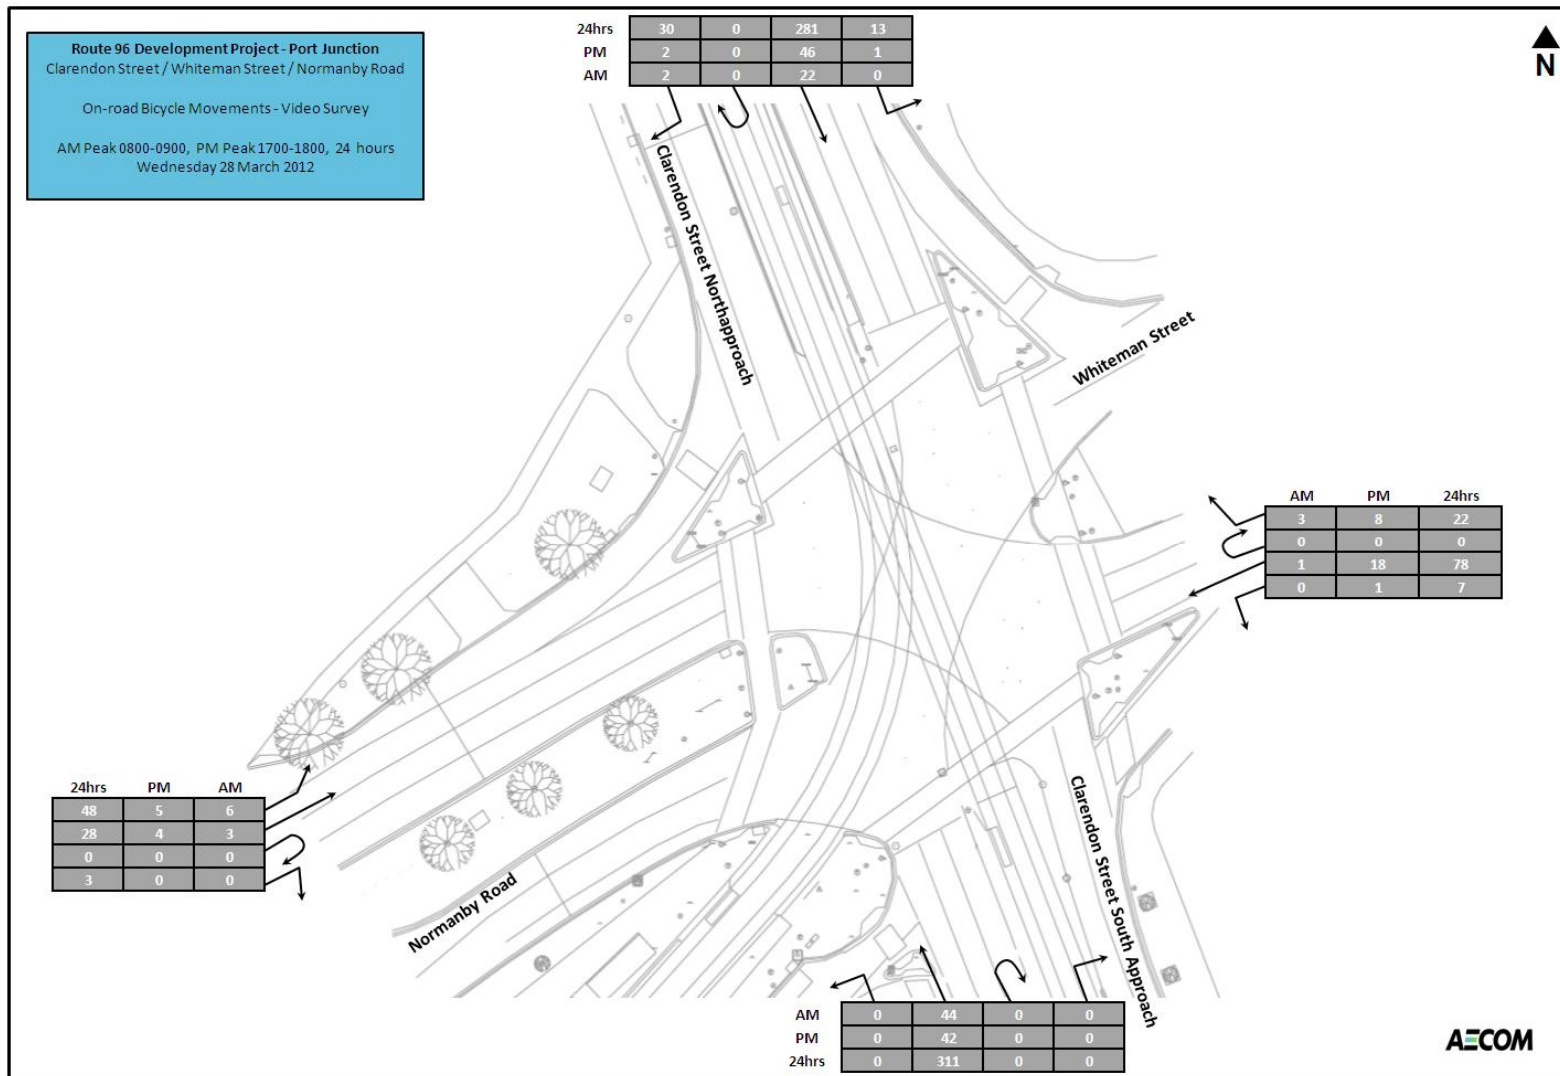 Route 96 Development Project - Port Junction
Clarendon Street / Whiteman Street / Normanby Road
On-road Bicycle Movements - Video Survey
AM Peak 0800-0900, PM Peak 1700-1800, 24 hours
Wednesday 28 March 2012
24hrs 30 0 281 13
PM 2 0 46 1
AM 2 0 22 0
N
Clarendon Street Northapproach
Whiteman Street
AM PM 24hrs
3 8 22
0 0 0
1 18 78
0 1 7
24hrs PM AM
48 5 6
28 4 3
0 0 0
3 0 0
Normanby Road
Clarendon Street South Approach
AM 0 44 0 0
PM 0 42 0 0
24hrs 0 311 0 0
AECOM